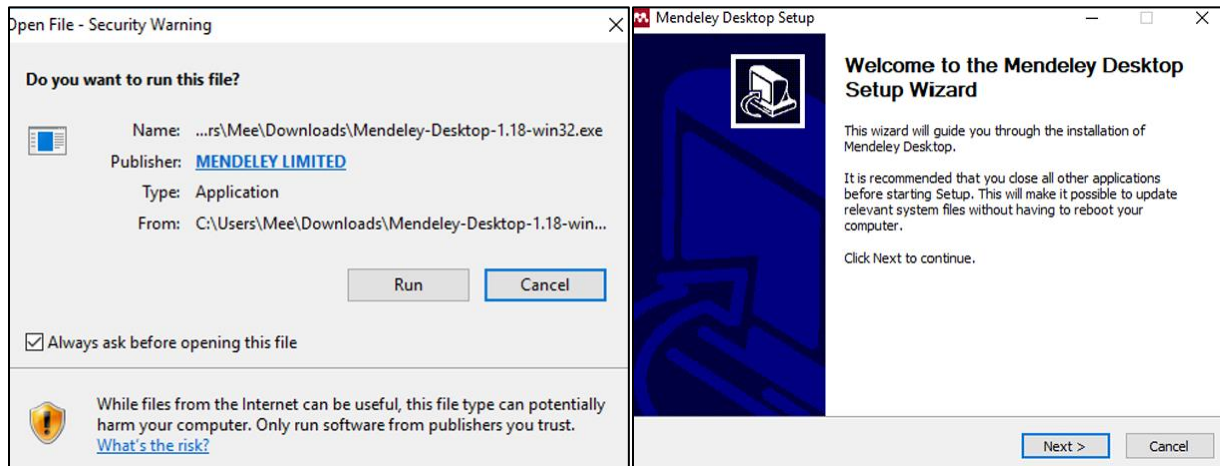 Open File - Security Warning
Do you want to run this file?
Name: ...rs\Mee\Downloads\Mendeley-Desktop-1.18-win32.exe
Publisher: MENDELEY LIMITED
Type: Application
From: C:\Users\Mee\Downloads\Mendeley-Desktop-1.18-win...
Run Cancel
Always ask before opening this file
While files from the Internet can be useful, this file type can potentially
harm your computer. Only run software from publishers you trust.
What's the risk?
Mendeley Desktop Setup
Welcome to the Mendeley Desktop
Setup Wizard
This wizard will guide you through the installation of
Mendeley Desktop.
It is recommended that you close all other applications
before starting Setup. This will make it possible to update
relevant system files without having to reboot your
computer.
Click Next to continue.
Next > Cancel